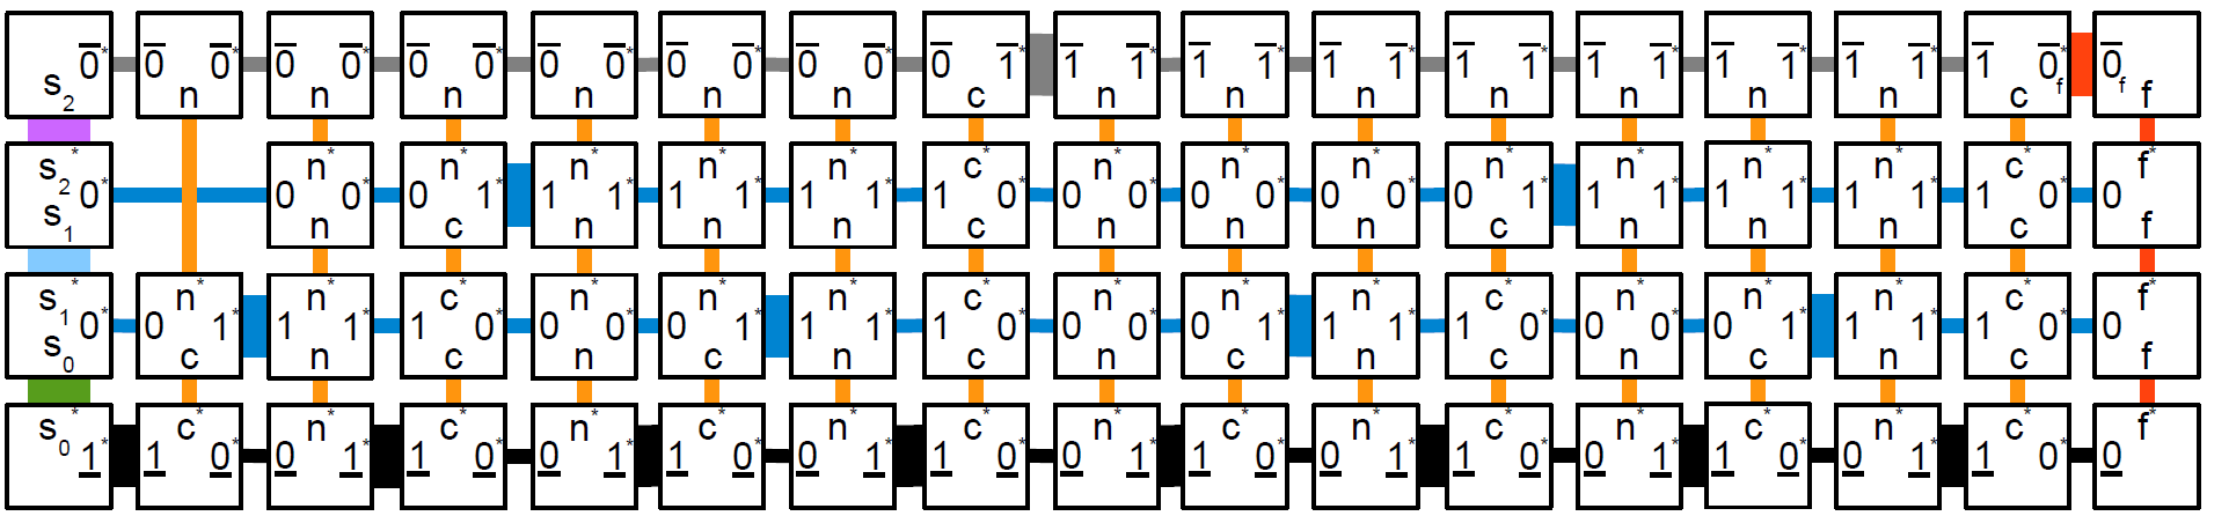 0̅* 0̅ 0̅* 0̅ 0̅* 0̅ 0̅* 0̅ 0̅* 0̅ 0̅* 0̅ 0̅* 0̅ 1̅* 1̅ 1̅* 1̅ 1̅* 1̅ 1̅* 1̅ 1̅* 1̅ 1̅* 1̅ 1̅* 1̅ 1̅* 1̅ 0̅*f 0̅f
s2 n n n n n n c n n n n n n n c f
s2* n* n* n* n* n* c* n* n* n* n* n* n* n* c* f*
0* 0 0* 0 1* 1 1* 1 1* 1 1* 1 0* 0 0* 0 0* 0 0* 0 1* 1 1* 1 1* 1 1* 1 0* 0
s1 n c n n n c n n n c n n n c f
s1* n* n* c* n* n* n* c* n* n* n* c* n* n* n* c* f*
0* 0 1* 1 1* 1 0* 0 0* 0 1* 1 1* 1 0* 0 0* 0 1* 1 1* 1 0* 0 0* 0 1* 1 1* 1 0* 0
s0 c n c n c n c n c n c n c n c f
s0* c* n* c* n* c* n* c* n* c* n* c* n* c* n* c* f*
1̲* 1̲ 0̲* 0̲ 1̲* 1̲ 0̲* 0̲ 1̲* 1̲ 0̲* 0̲ 1̲* 1̲ 0̲* 0̲ 1̲* 1̲ 0̲* 0̲ 1̲* 1̲ 0̲* 0̲ 1̲* 1̲ 0̲* 0̲ 1̲* 1̲ 0* 0̲